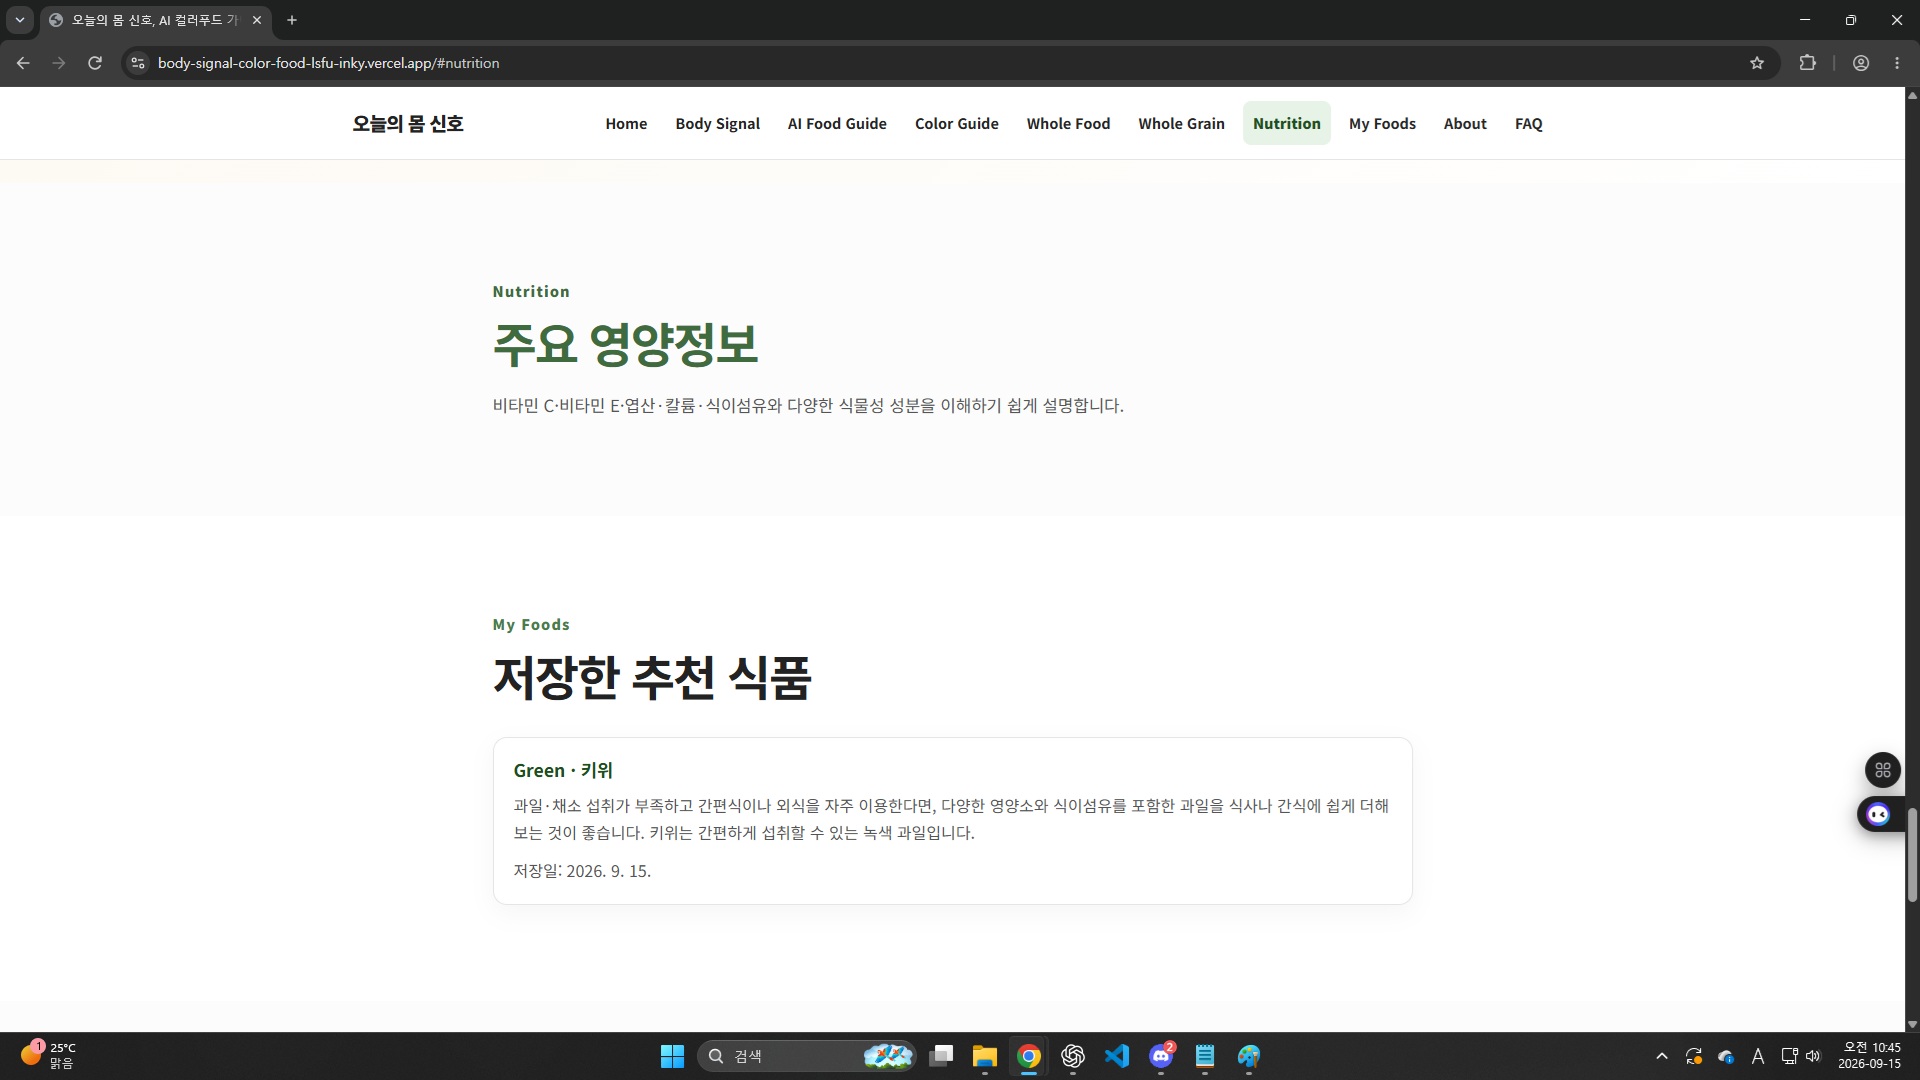 오늘의 몸 신호, AI 컬러푸드 가
body-signal-color-food-lsfu-inky.vercel.app/#nutrition
오늘의 몸 신호
Home
Body Signal
AI Food Guide
Color Guide
Whole Food
Whole Grain
Nutrition
My Foods
About
FAQ
Nutrition
주요 영양정보
비타민 C·비타민 E·엽산·칼륨·식이섬유와 다양한 식물성 성분을 이해하기 쉽게 설명합니다.
My Foods
저장한 추천 식품
Green · 키위
과일·채소 섭취가 부족하고 간편식이나 외식을 자주 이용한다면, 다양한 영양소와 식이섬유를 포함한 과일을 식사나 간식에 쉽게 더해
보는 것이 좋습니다. 키위는 간편하게 섭취할 수 있는 녹색 과일입니다.
저장일: 2026. 9. 15.
1
25°C
맑음
검색
2
A
오전 10:45
2026-09-15